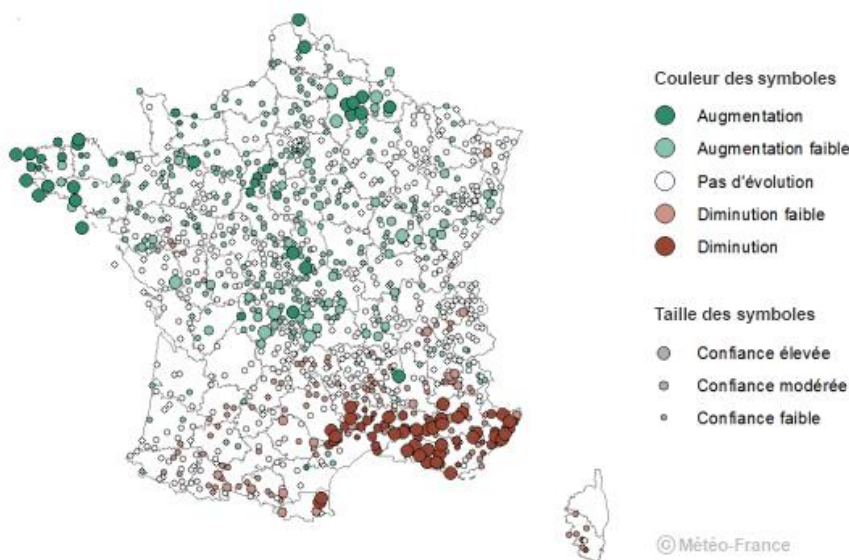 Couleur des symboles
Augmentation
Augmentation faible
Pas d'évolution
Diminution faible
Diminution
Taille des symboles
Confiance élevée
Confiance modérée
Confiance faible
© Météo-France